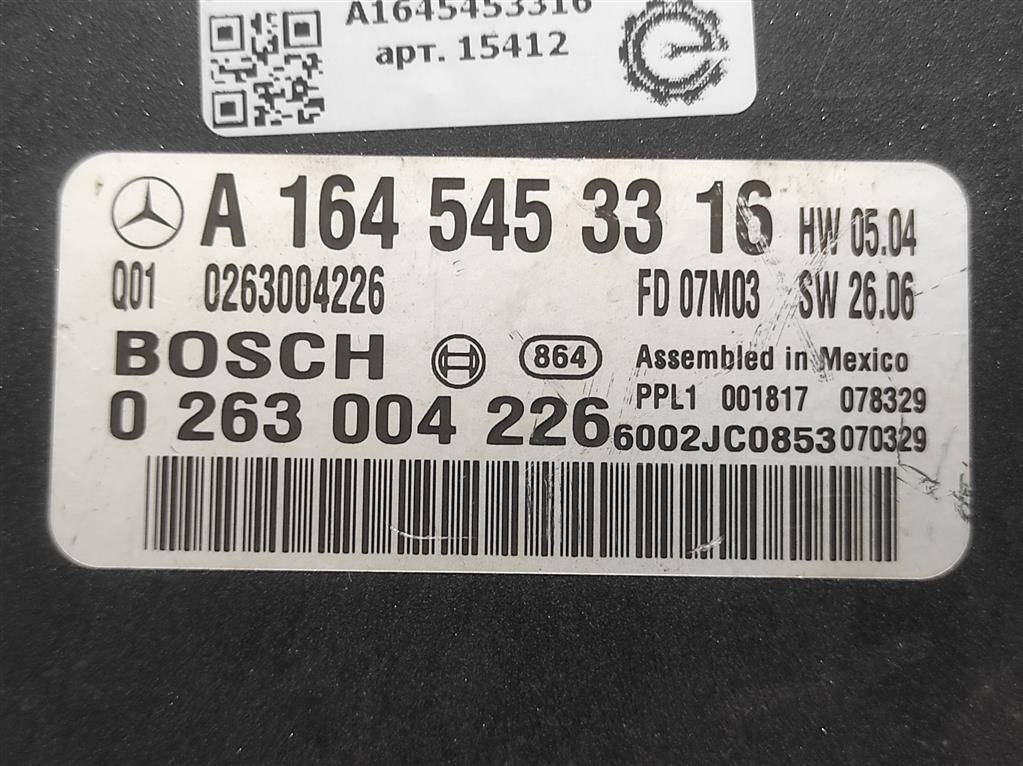 A1645453316
арт. 15412
A 164 545 33 16 HW 05.04
Q01 0263004226 FD 07M03 SW 26.06
BOSCH 864 Assembled in Mexico
PPL1 001817 078329
0 263 004 226 6002JC0853 070329